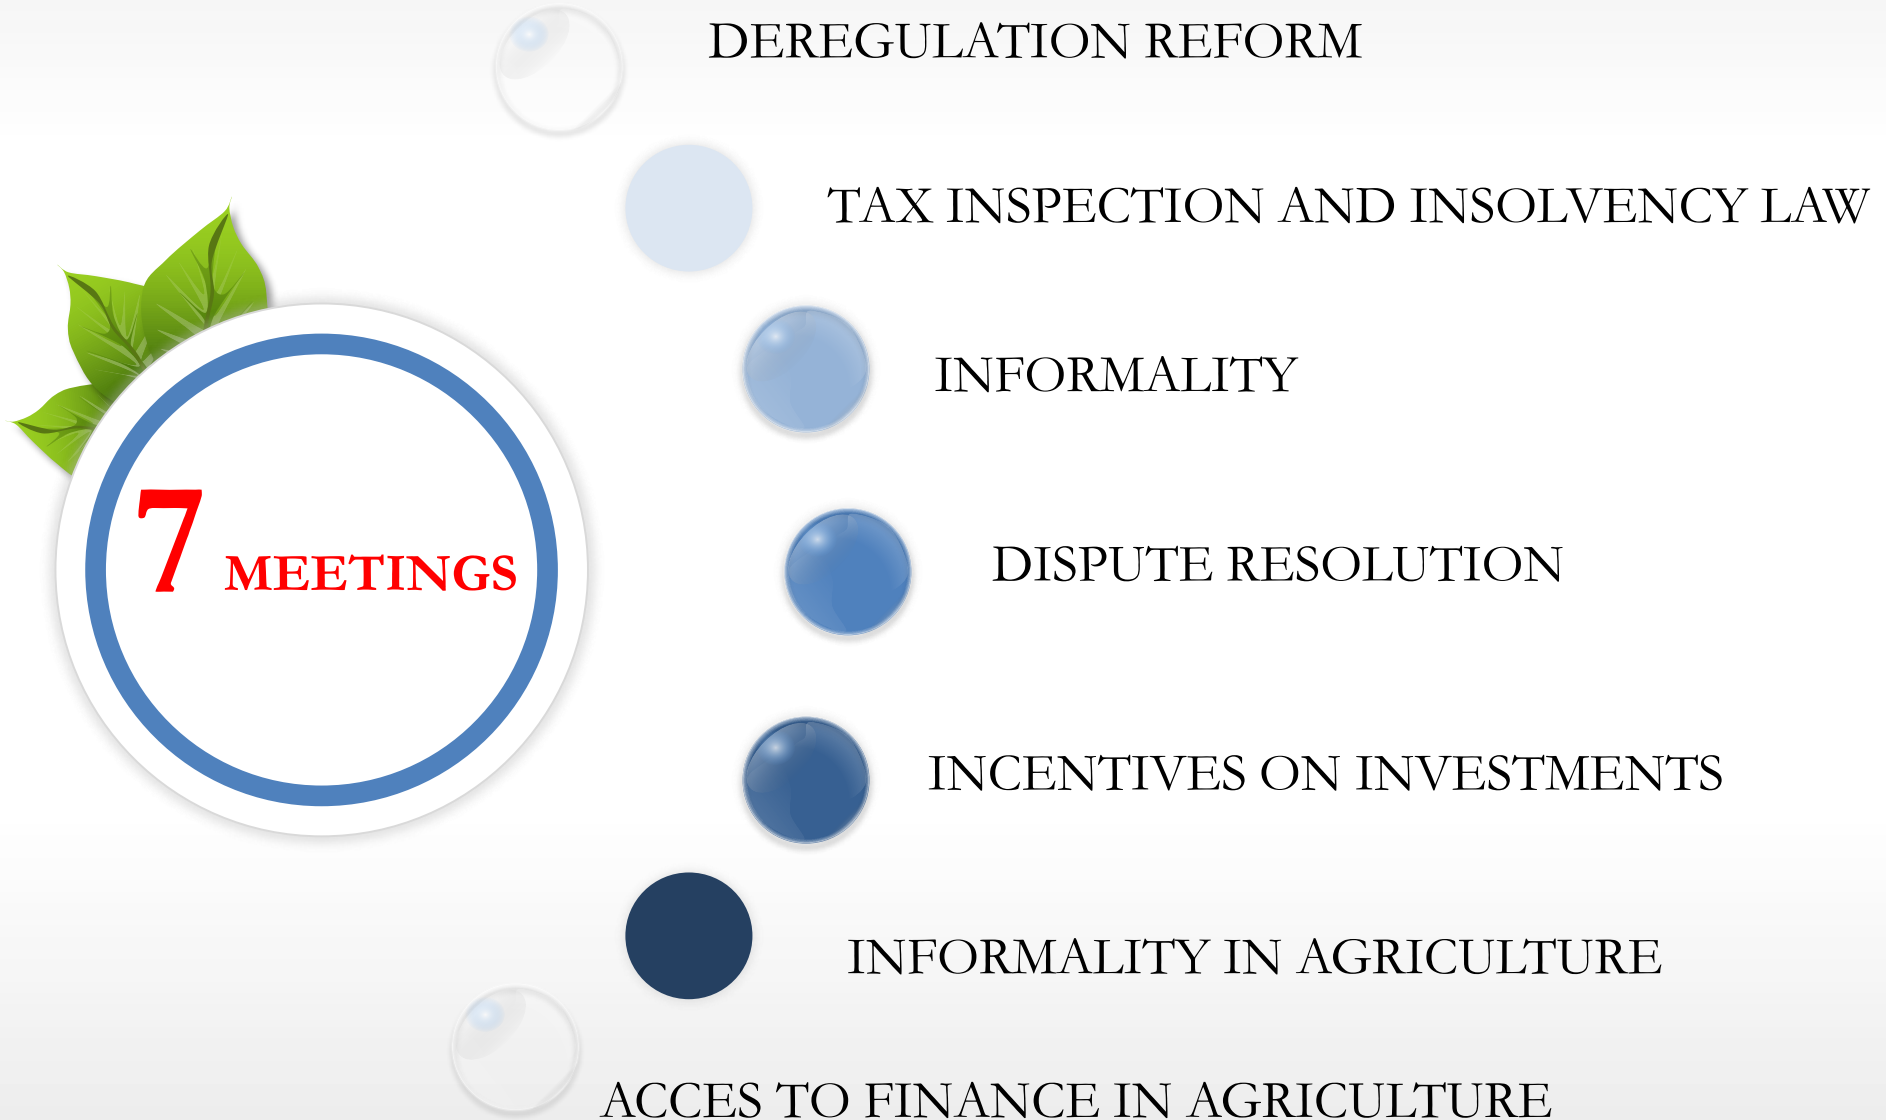 DEREGULATION REFORM
TAX INSPECTION AND INSOLVENCY LAW
INFORMALITY
7 MEETINGS
DISPUTE RESOLUTION
INCENTIVES ON INVESTMENTS
INFORMALITY IN AGRICULTURE
ACCES TO FINANCE IN AGRICULTURE